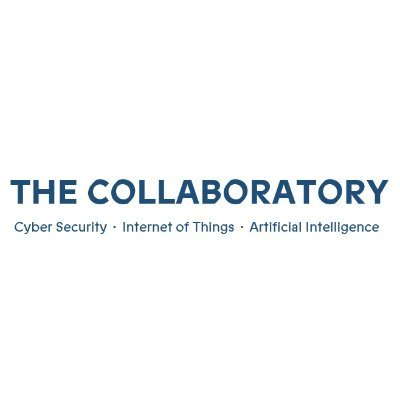 THE COLLABORATORY
Cyber Security · Internet of Things · Artificial Intelligence